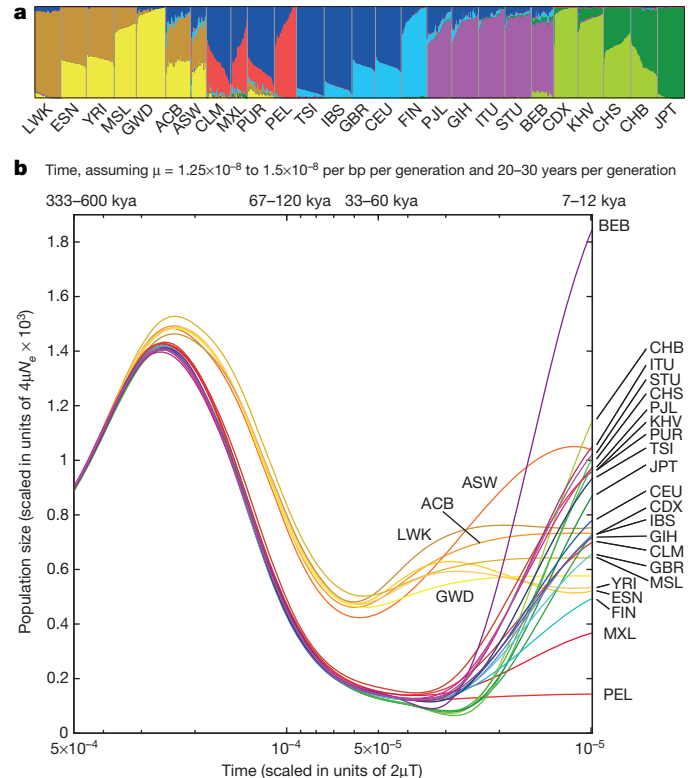 a
LWK ESN YRI MSL GWD ACB ASW CLM MXL PUR PEL TSI IBS GBR CEU FIN PJL GIH ITU STU BEB CDX KHV CHS CHB JPT
b Time, assuming μ = 1.25×10⁻⁸ to 1.5×10⁻⁸ per bp per generation and 20–30 years per generation
333–600 kya 67–120 kya 33–60 kya 7–12 kya
Population size (scaled in units of 4μNₑ × 10³)
1.6
1.4
1.2
1
0.8
0.6
0.4
0.2
0
BEB
CHB
ITU
STU
CHS
PJL
KHV
PUR
TSI
JPT
CEU
CDX
IBS
GIH
CLM
GBR
MSL
YRI
ESN
FIN
MXL
PEL
ASW
ACB
LWK
GWD
5×10⁻⁴ 10⁻⁴ 5×10⁻⁵ 10⁻⁵
Time (scaled in units of 2μT)